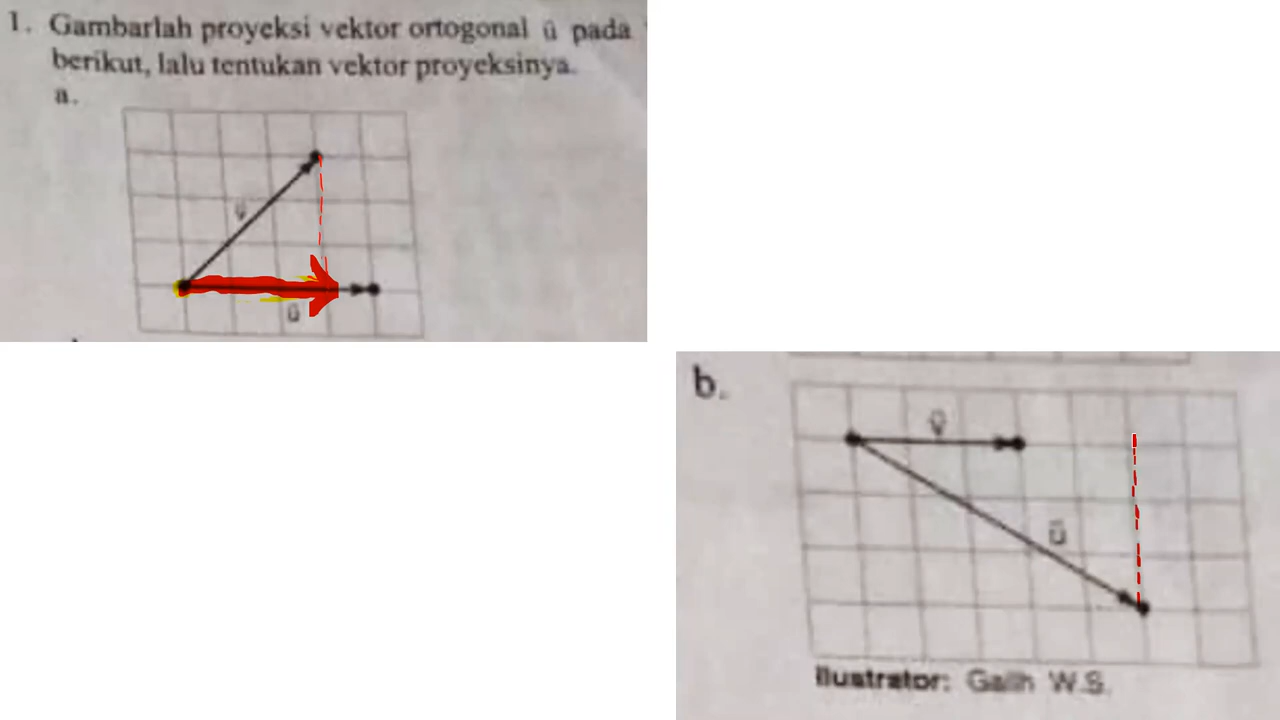 1. Gambarlah proyeksi vektor ortogonal ū pada
berikut, lalu tentukan vektor proyeksinya.
a.
v̄
ū
b.
v̄
ū
Ilustrator: Galih W.S.